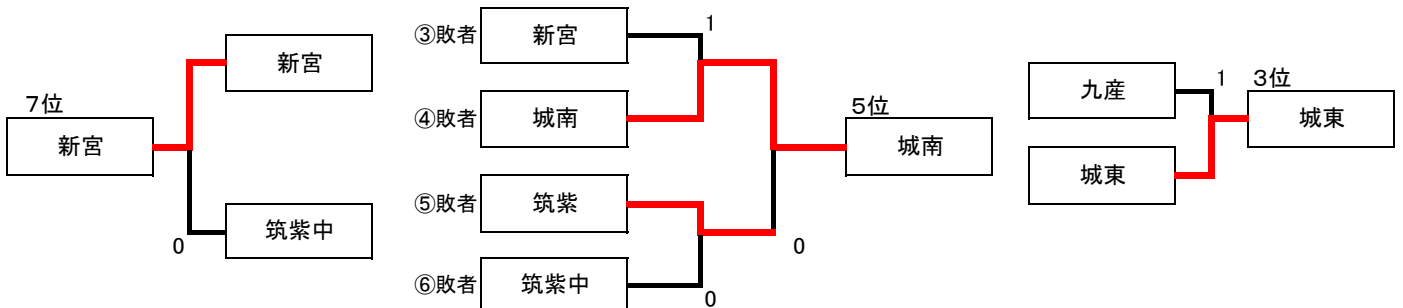 7位
新宮
新宮
筑紫中
0
③敗者 新宮
④敗者 城南
⑤敗者 筑紫
⑥敗者 筑紫中
1
0
0
5位
城南
九産
城東
1
3位
城東